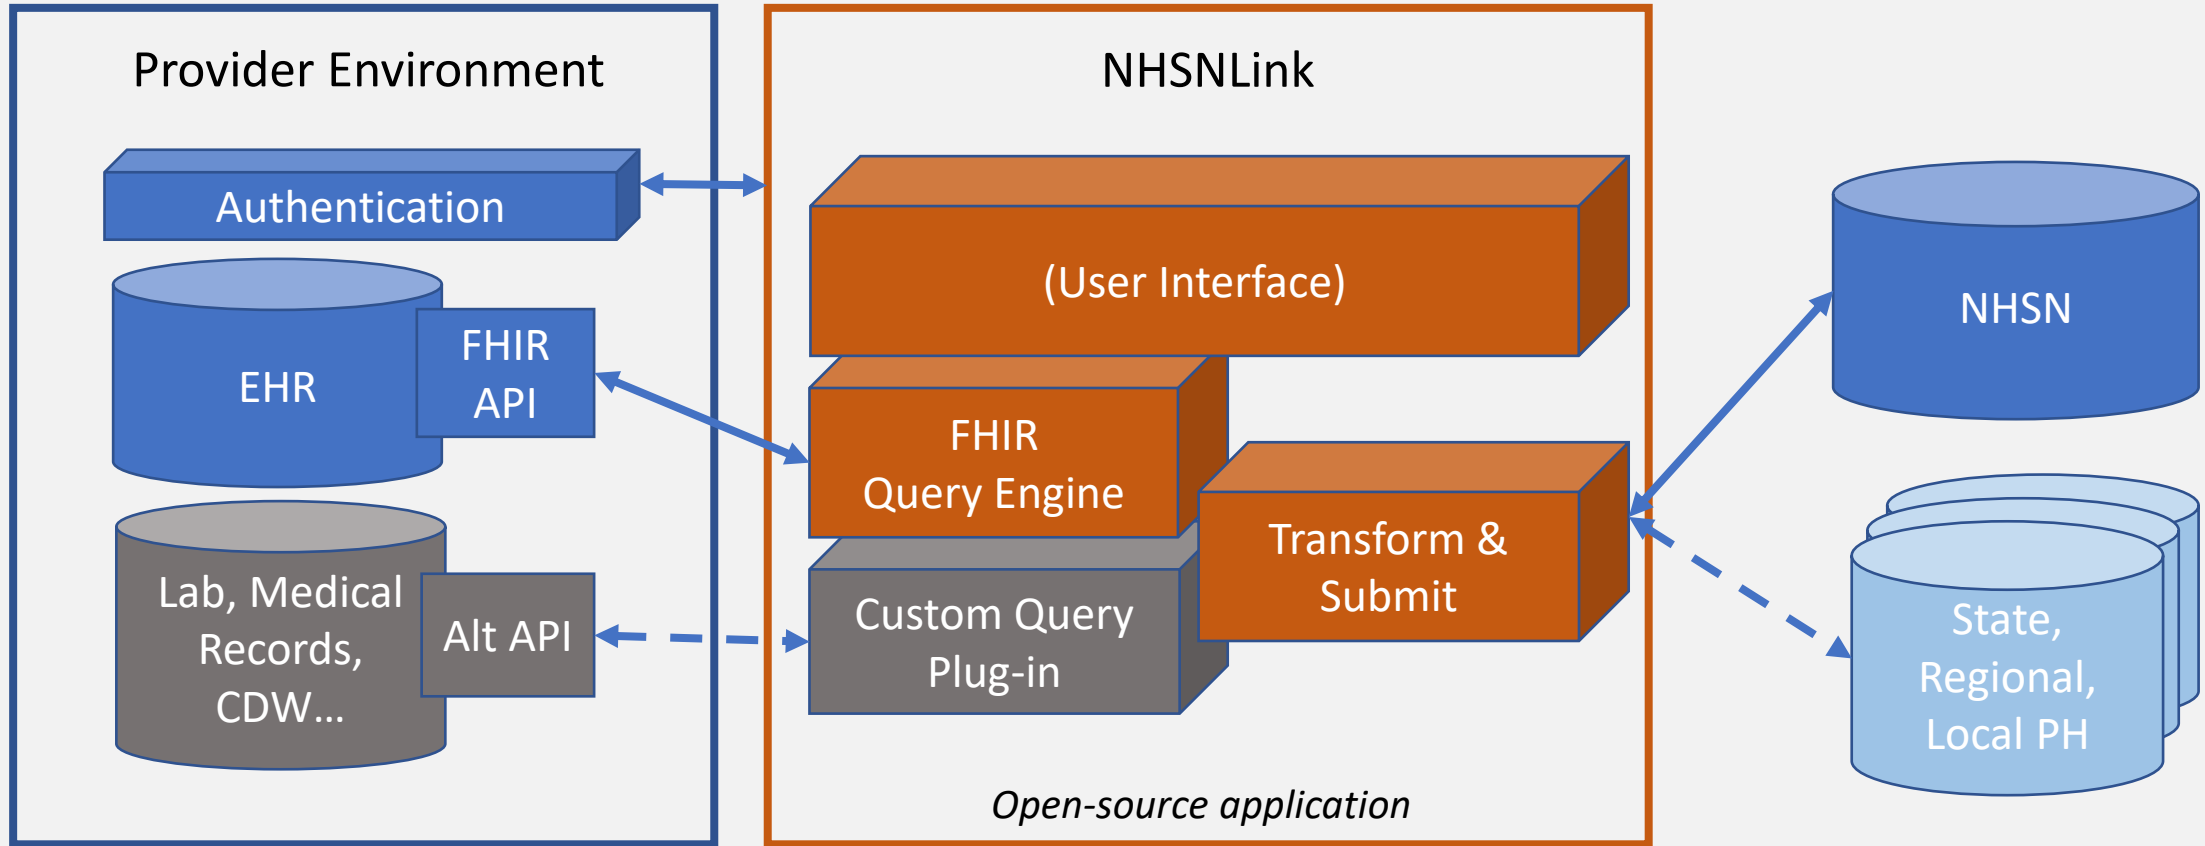 Provider Environment
Authentication
EHR
FHIR
API
Lab, Medical
Records,
CDW...
Alt API
NHSNLink
(User Interface)
FHIR
Query Engine
Custom Query
Plug-in
Transform &
Submit
Open-source application
NHSN
State,
Regional,
Local PH